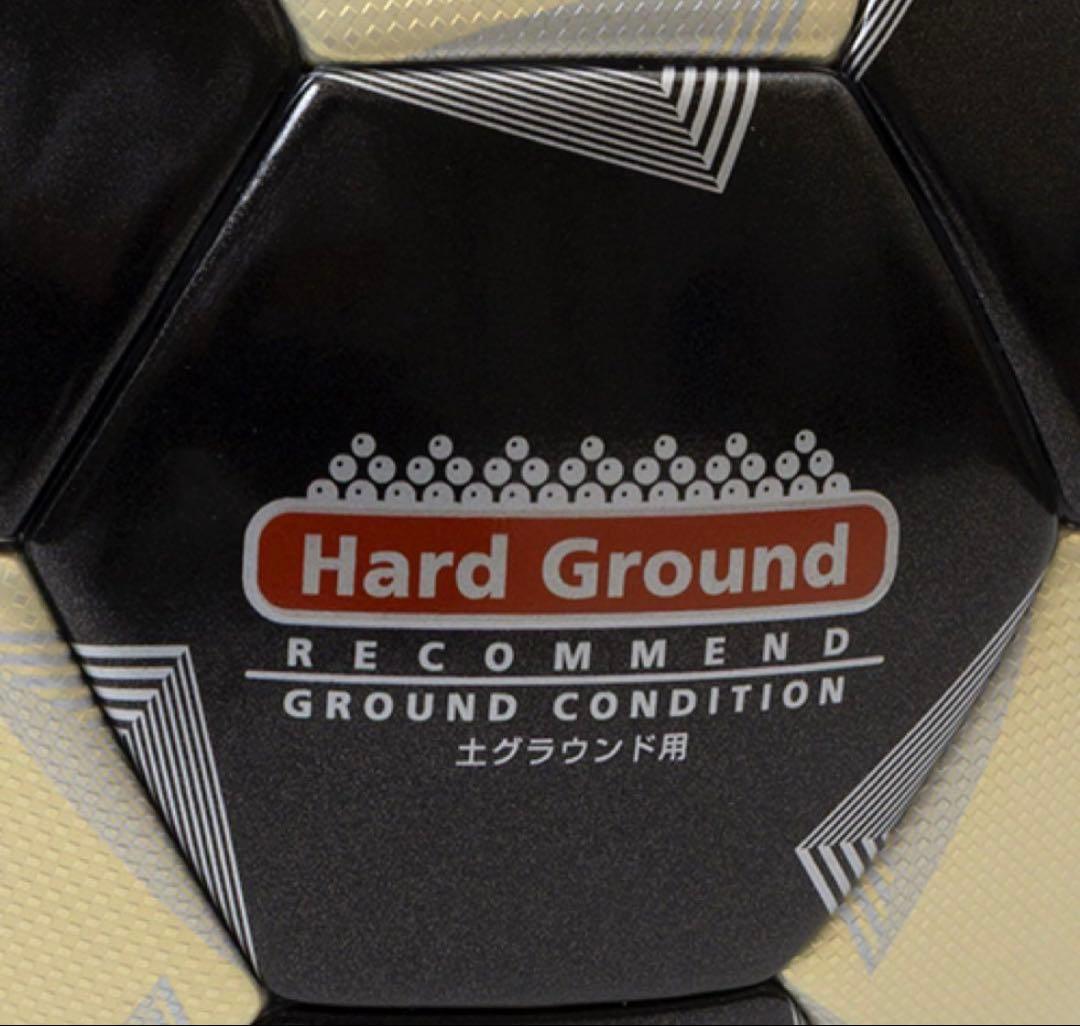 Hard Ground
RECOMMEND
GROUND CONDITION
土グラウンド用